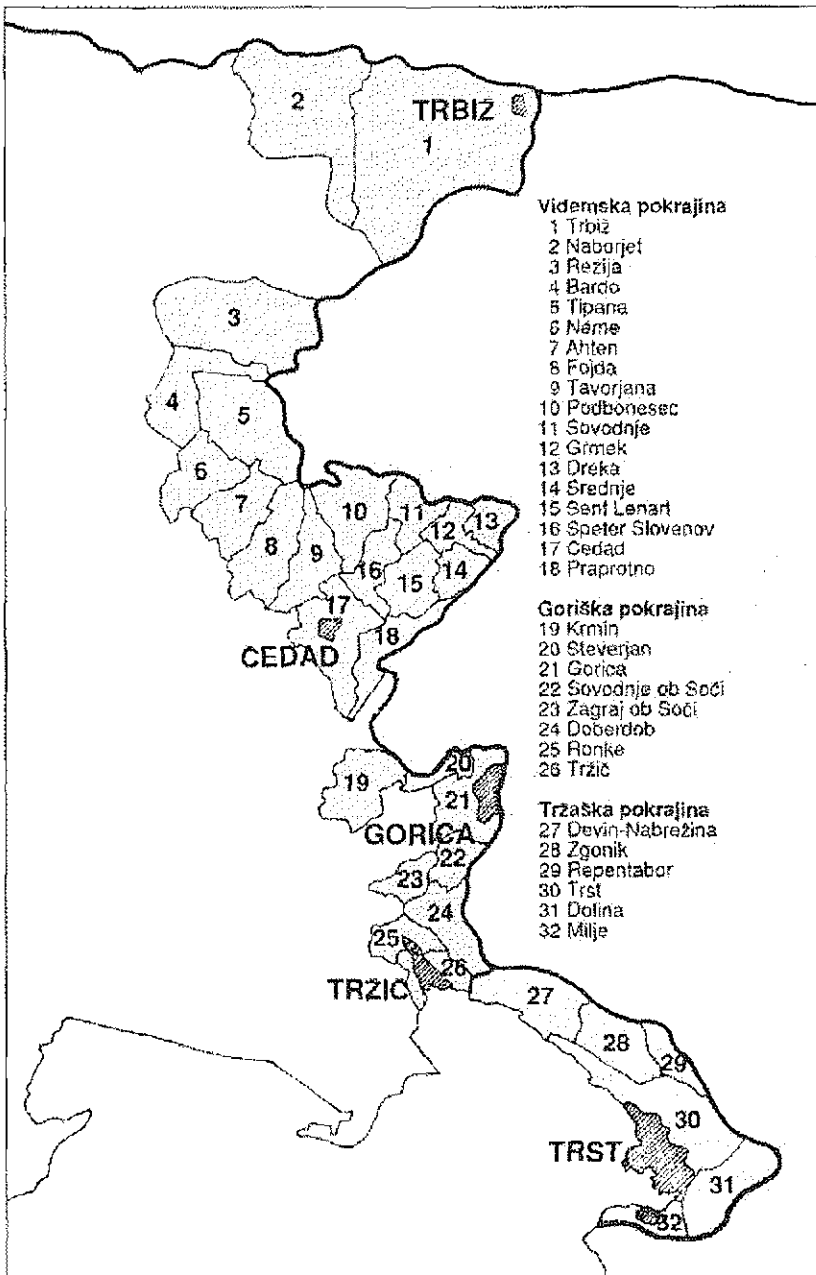 2
TRBIŽ
1
3
4
5
6
7
8
9
10
11
12
13
14
15
16
17
18
ČEDAD
19
20
21
GORICA
22
23
24
25
26
TRŽIČ
27
28
29
30
TRST
31
32
Videmska pokrajina
1 Trbiž
2 Naborjet
3 Rezija
4 Bardo
5 Tipana
6 Neme
7 Ahten
8 Fojda
9 Tavorjana
10 Podbonesec
11 Sovodnje
12 Grmek
13 Dreka
14 Srednje
15 Šent Lenart
16 Špeter Slovenov
17 Čedad
18 Praprotno
Goriška pokrajina
19 Krmin
20 Števerjan
21 Gorica
22 Sovodnje ob Soči
23 Zagraj ob Soči
24 Doberdob
25 Ronke
26 Tržič
Tržaška pokrajina
27 Devin-Nabrežina
28 Zgonik
29 Repentabor
30 Trst
31 Dolina
32 Milje